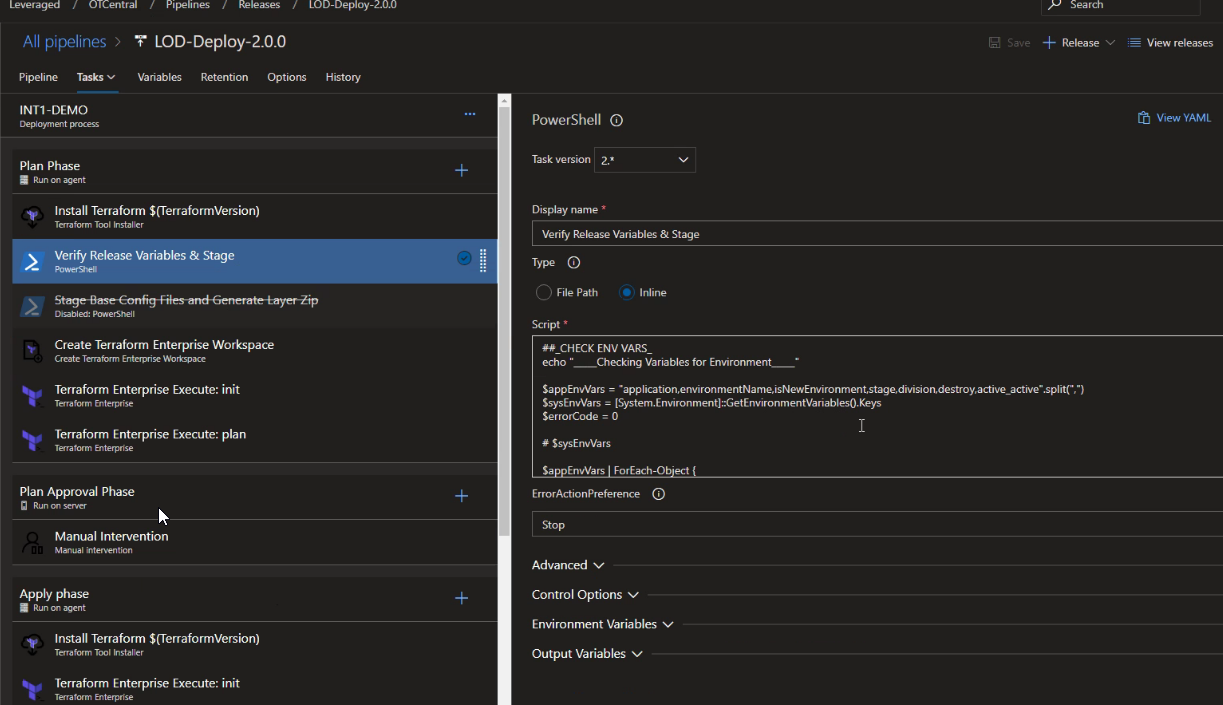 Leveraged / OTCentral / Pipelines / Releases / LOD-Deploy-2.0.0
Search
All pipelines > LOD-Deploy-2.0.0
Save
Release
View releases
Pipeline
Tasks
Variables
Retention
Options
History
INT1-DEMO
Deployment process
...
Plan Phase
Run on agent
Install Terraform $(TerraformVersion)
Terraform Tool Installer
Verify Release Variables & Stage
PowerShell
Stage Base Config Files and Generate Layer Zip
Disabled: PowerShell
Create Terraform Enterprise Workspace
Create Terraform Enterprise Workspace
Terraform Enterprise Execute: init
Terraform Enterprise
Terraform Enterprise Execute: plan
Terraform Enterprise
Plan Approval Phase
Run on server
Manual Intervention
Manual intervention
Apply phase
Run on agent
Install Terraform $(TerraformVersion)
Terraform Tool Installer
Terraform Enterprise Execute: init
Terraform Enterprise
PowerShell
View YAML
Task version 2.*
Display name *
Verify Release Variables & Stage
Type
File Path
Inline
Script *
##_CHECK ENV VARS_
echo "____Checking Variables for Environment____"
$appEnvVars = "application,environmentName,isNewEnvironment,stage,division,destroy,active_active".split(",")
$sysEnvVars = [System.Environment]::GetEnvironmentVariables().Keys
$errorCode = 0
# $sysEnvVars
$appEnvVars | ForEach-Object {
ErrorActionPreference
Stop
Advanced
Control Options
Environment Variables
Output Variables